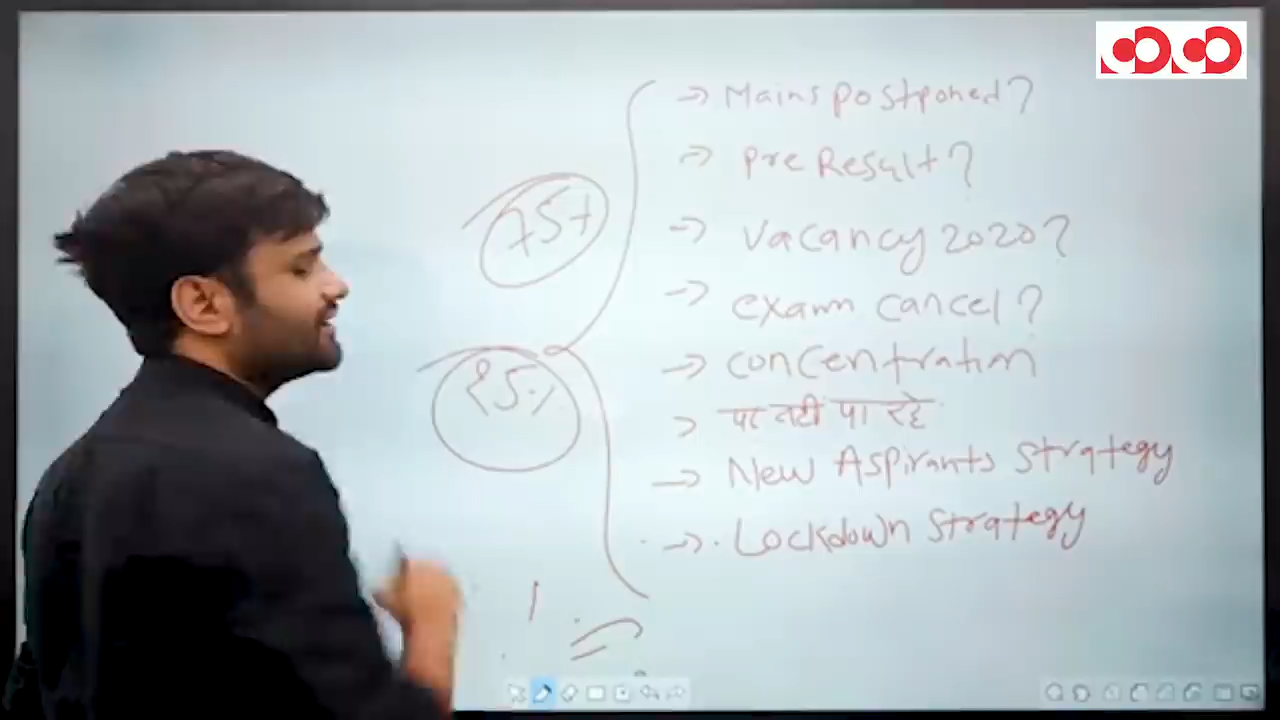 → Mains postponed?
→ Pre Result?
75+
→ Vacancy 2020?
→ exam cancel?
→ concentration
25%
> पढ़ नहीं पा रहे
→ New Aspirants Strategy
→ Lockdown Strategy